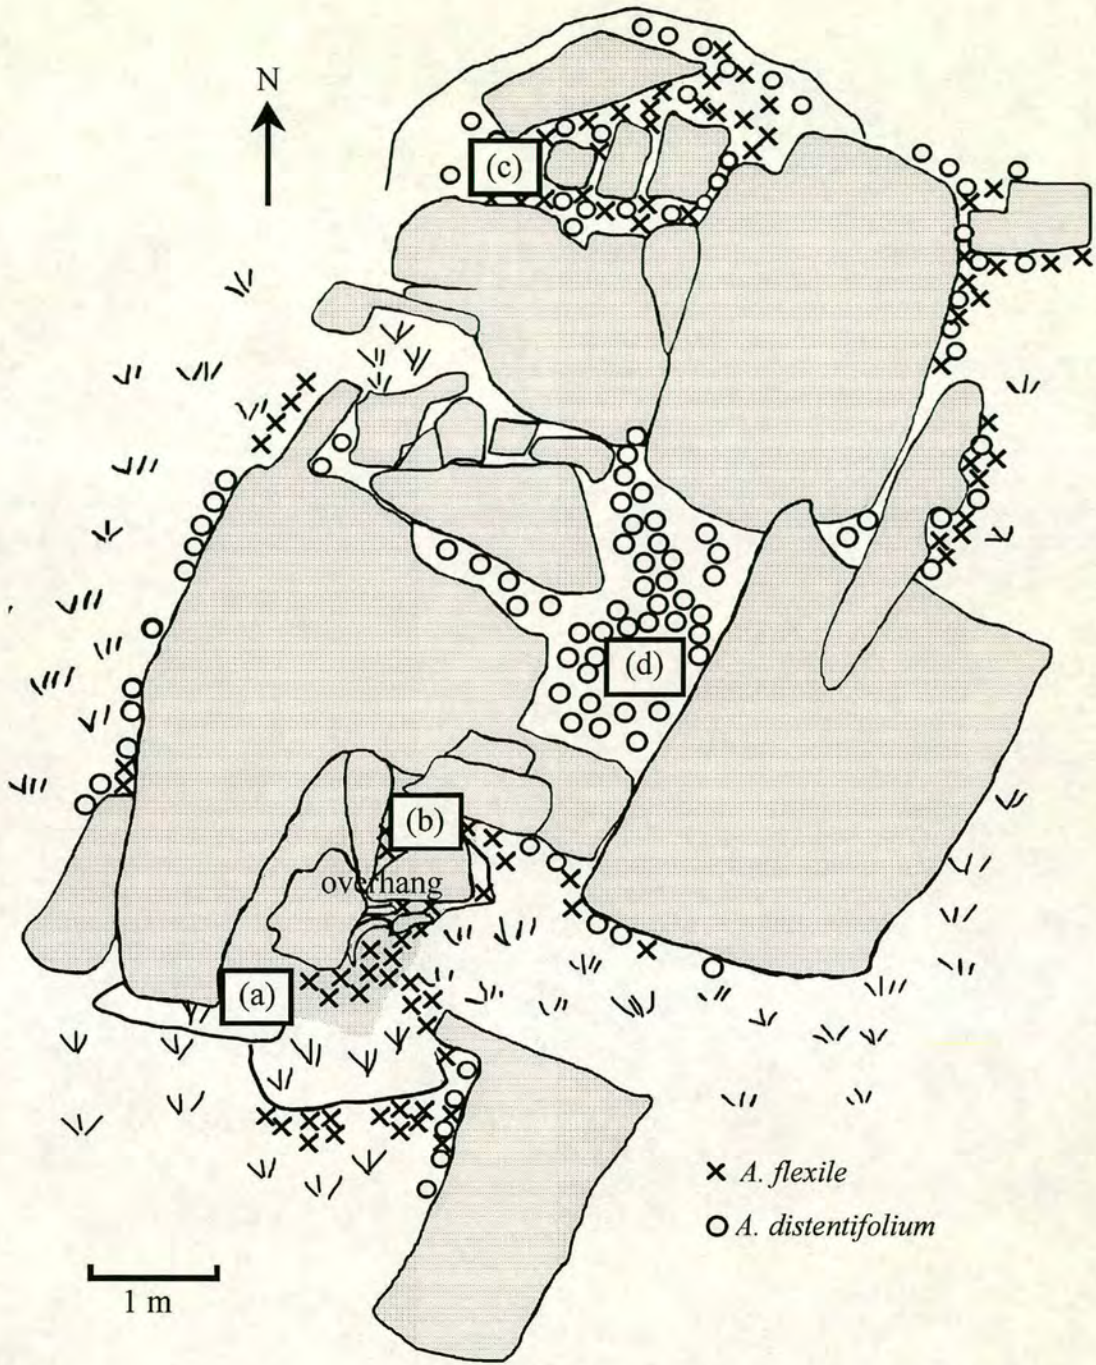 N
(c)
(d)
(b)
overhang
(a)
A. flexile
A. distentifolium
1 m